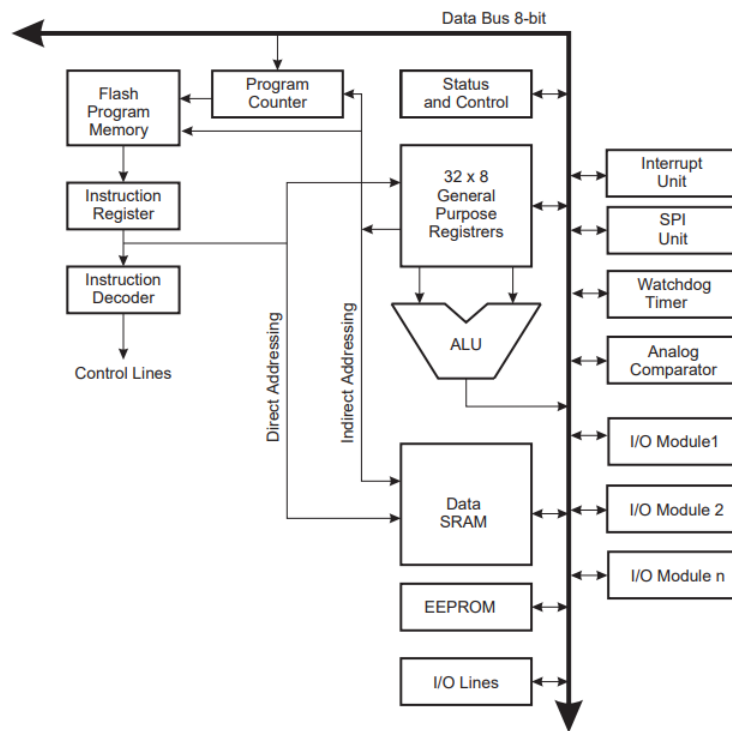 Data Bus 8-bit
Flash
Program
Memory
Program
Counter
Status
and Control
32 x 8
General
Purpose
Registrers
Interrupt
Unit
Instruction
Register
SPI
Unit
Instruction
Decoder
Watchdog
Timer
ALU
Analog
Comparator
Control Lines
Direct Addressing
Indirect Addressing
I/O Module1
Data
SRAM
I/O Module 2
I/O Module n
EEPROM
I/O Lines